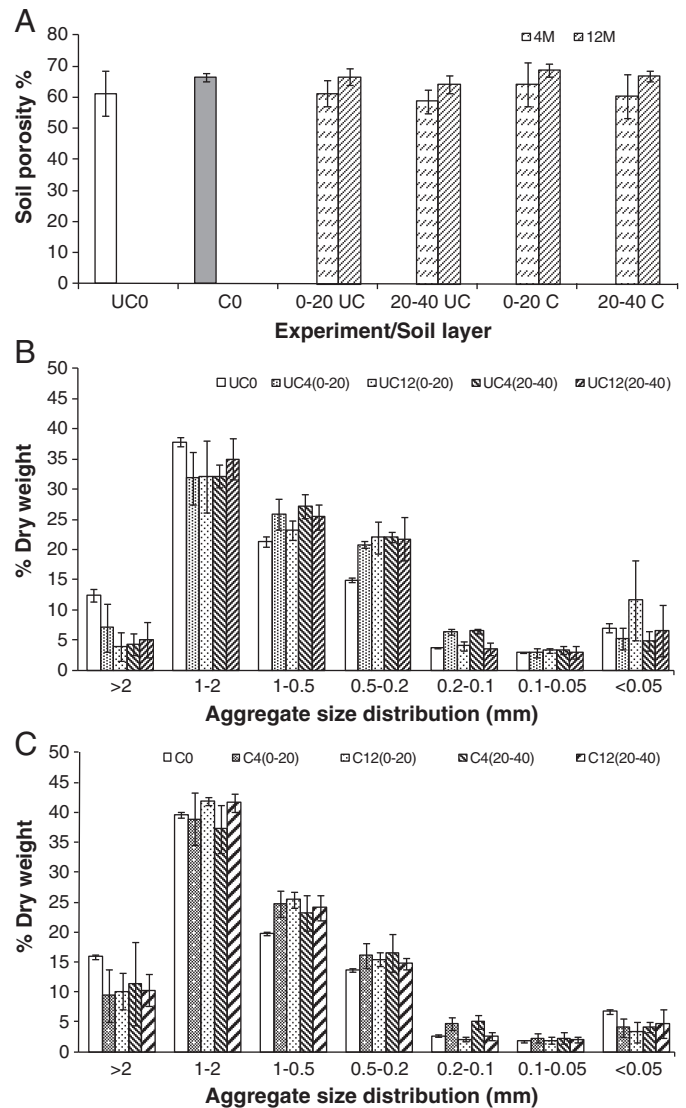 A
4M 12M
80
70
60
50
40
30
20
10
0
Soil porosity %
UC0 C0 0-20 UC 20-40 UC 0-20 C 20-40 C
Experiment/Soil layer
B
UC0 UC4(0-20) UC12(0-20) UC4(20-40) UC12(20-40)
50
45
40
35
30
25
20
15
10
5
0
% Dry weight
>2 1-2 1-0.5 0.5-0.2 0.2-0.1 0.1-0.05 <0.05
Aggregate size distribution (mm)
C
C0 C4(0-20) C12(0-20) C4(20-40) C12(20-40)
50
45
40
35
30
25
20
15
10
5
0
% Dry weight
>2 1-2 1-0.5 0.5-0.2 0.2-0.1 0.1-0.05 <0.05
Aggregate size distribution (mm)